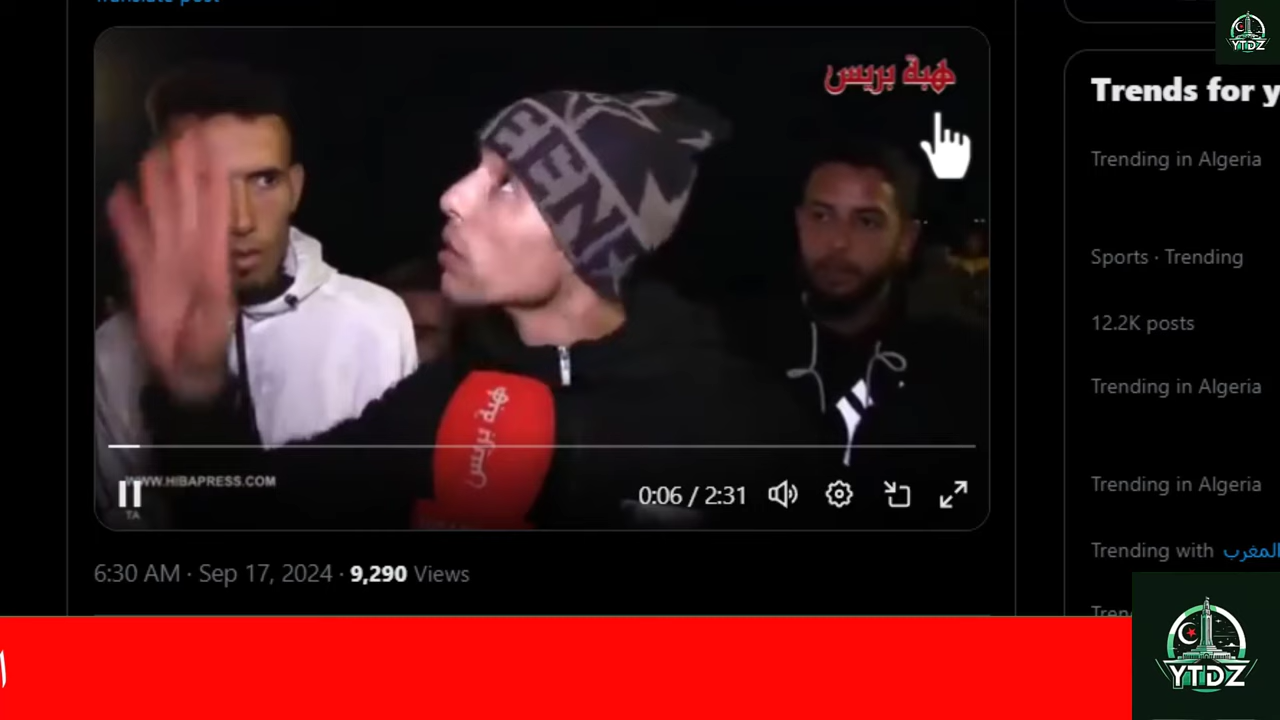 Translate post
YTDZ
هبة بريس
Trends for y
Trending in Algeria
Sports · Trending
12.2K posts
Trending in Algeria
هبة بريس
WWW.HIBAPRESS.COM
0:06 / 2:31
Trending in Algeria
6:30 AM · Sep 17, 2024 · 9,290 Views
Trending with المغرب
YTDZ